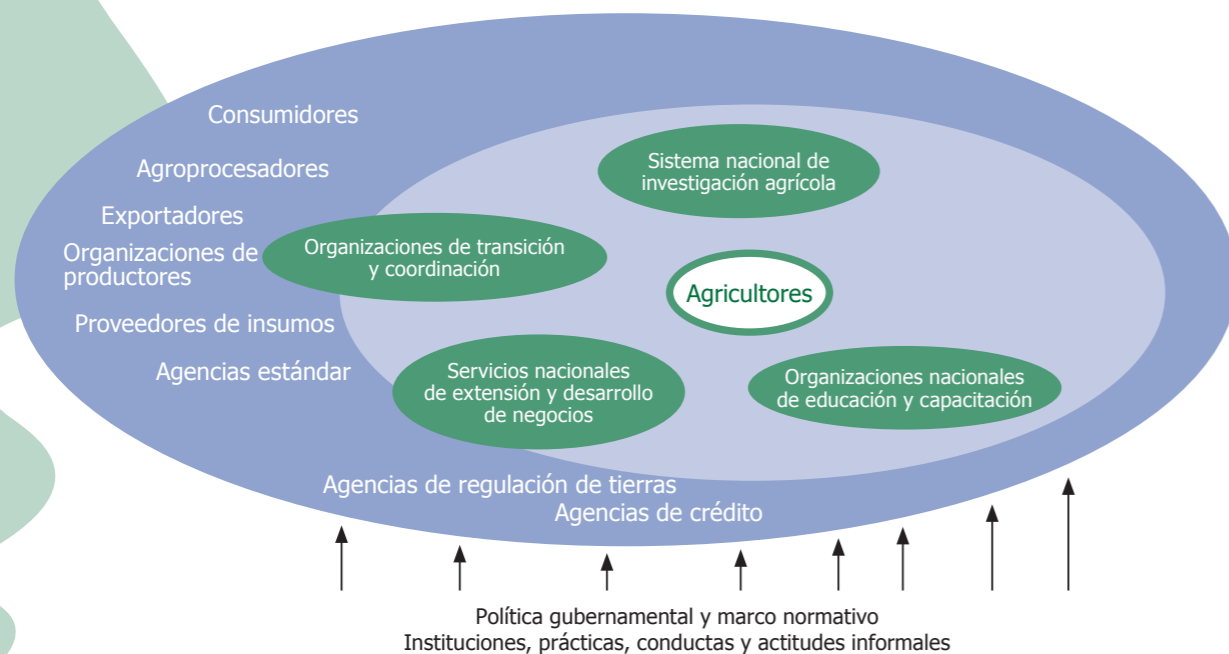 Consumidores
Agroprocesadores
Exportadores
Organizaciones de
productores
Proveedores de insumos
Agencias estándar
Sistema nacional de
investigación agrícola
Organizaciones de transición
y coordinación
Agricultores
Servicios nacionales
de extensión y desarrollo
de negocios
Organizaciones nacionales
de educación y capacitación
Agencias de regulación de tierras
Agencias de crédito
Política gubernamental y marco normativo
Instituciones, prácticas, conductas y actitudes informales